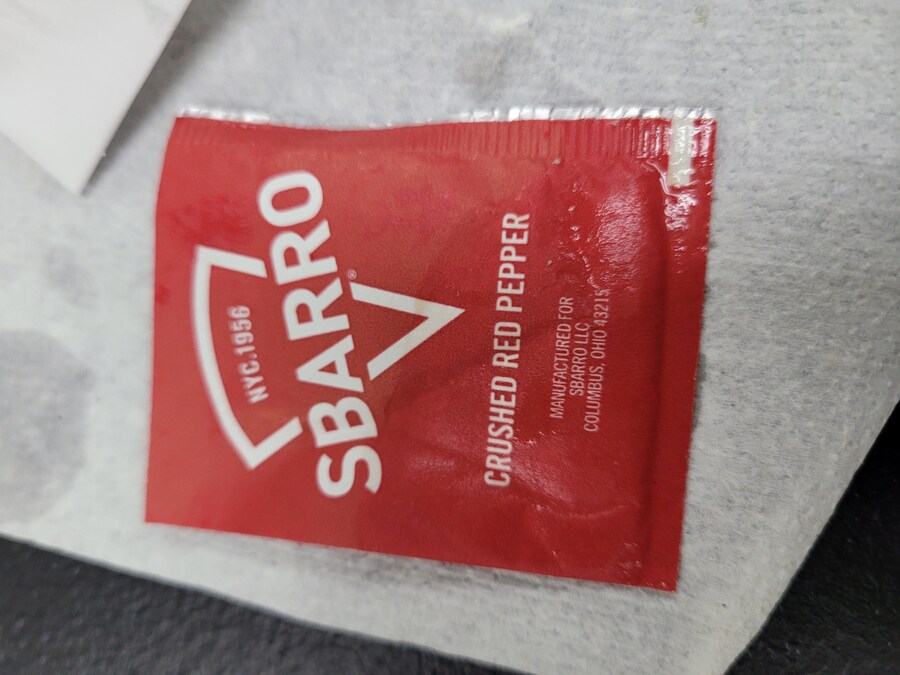 NYC.1956
SBARRO®
CRUSHED RED PEPPER
MANUFACTURED FOR
SBARRO LLC
COLUMBUS, OHIO 43215